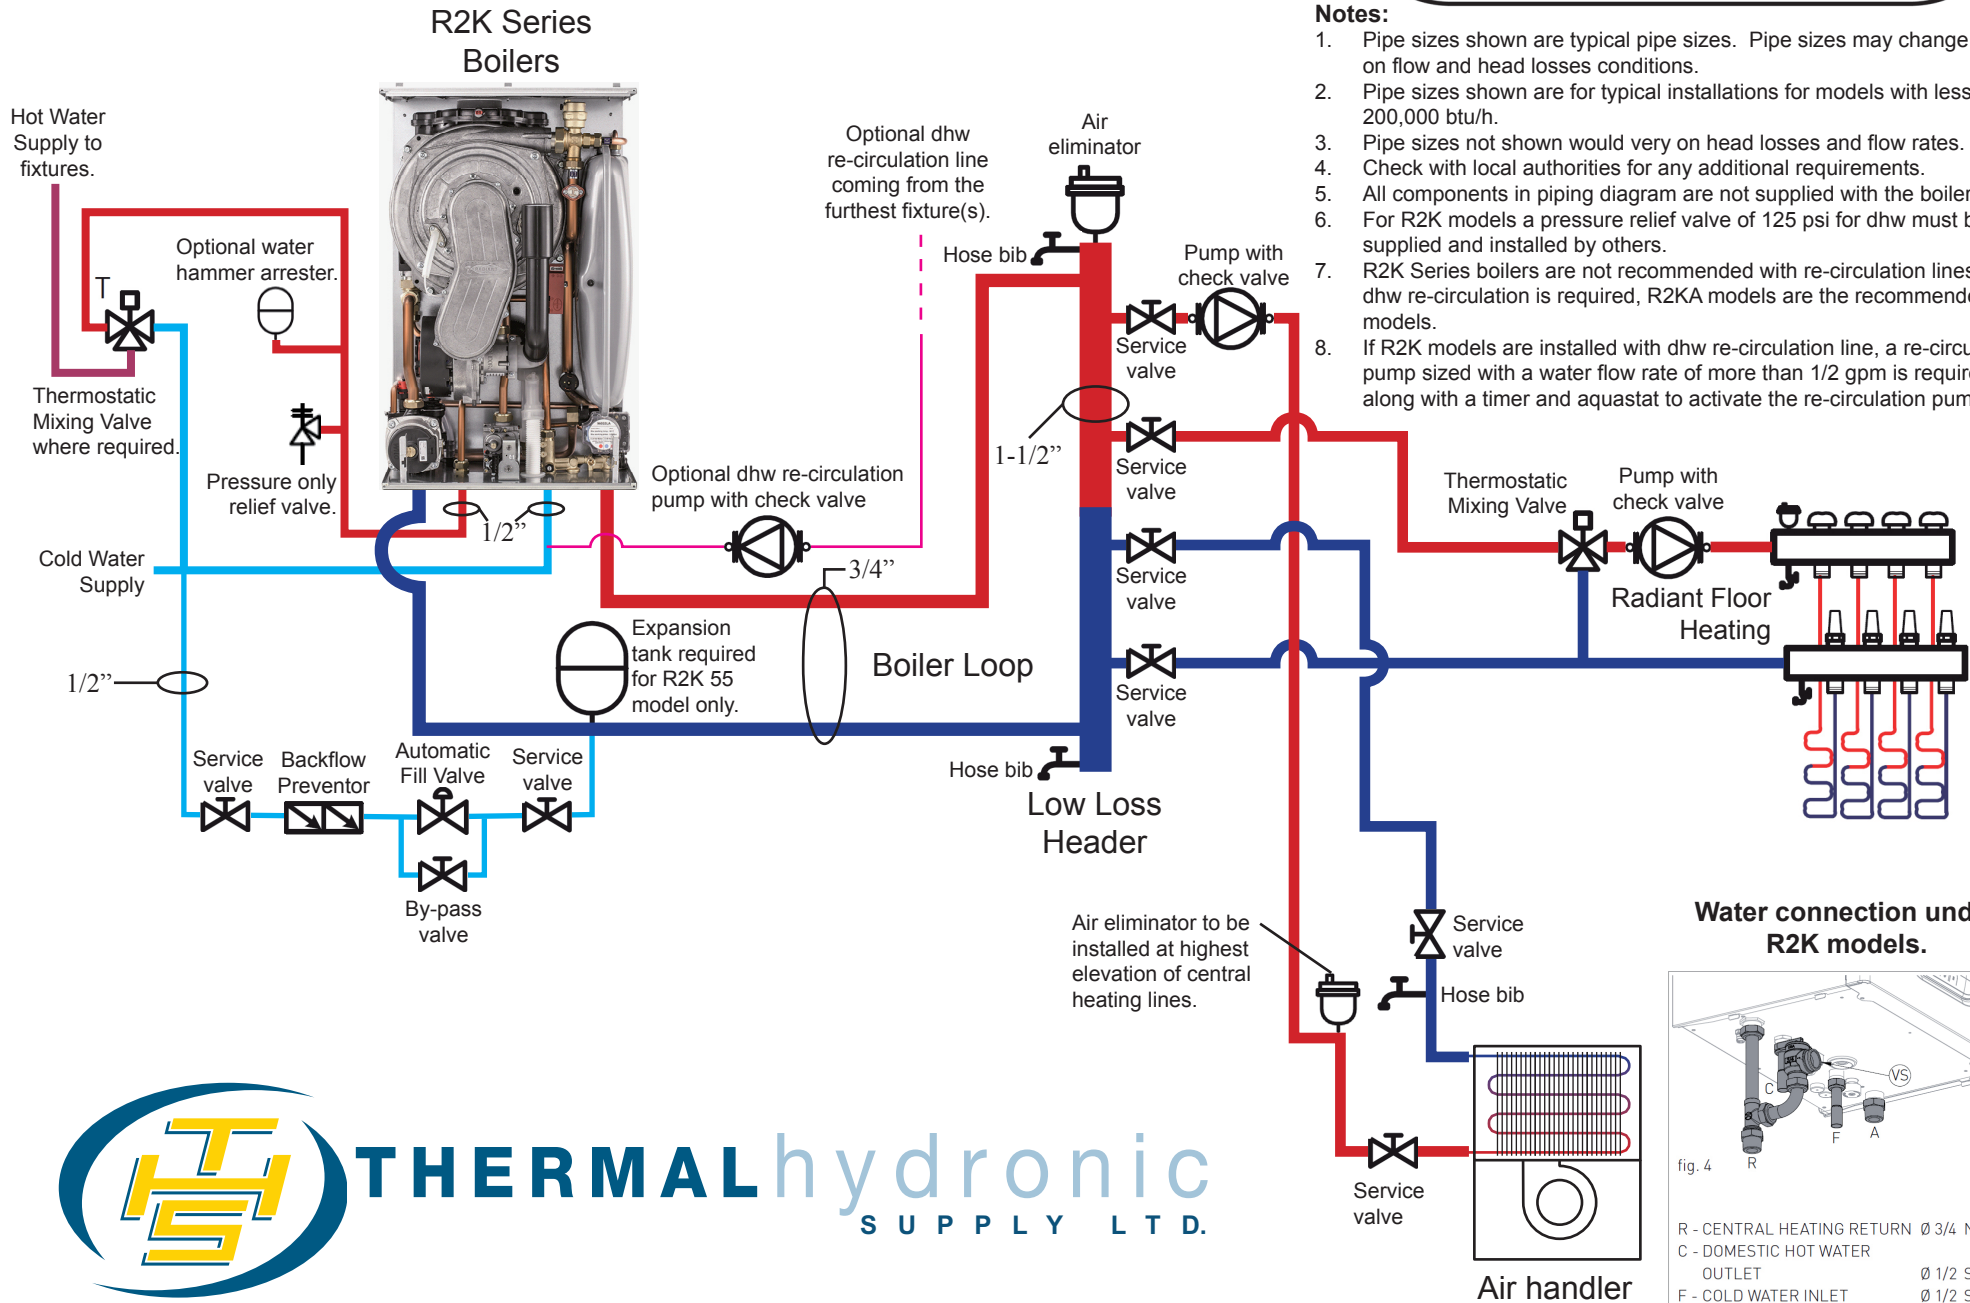 R2K Series
Boilers
Notes:
1. Pipe sizes shown are typical pipe sizes. Pipe sizes may change
on flow and head losses conditions.
2. Pipe sizes shown are for typical installations for models with less
200,000 btu/h.
3. Pipe sizes not shown would very on head losses and flow rates.
4. Check with local authorities for any additional requirements.
5. All components in piping diagram are not supplied with the boiler
6. For R2K models a pressure relief valve of 125 psi for dhw must b
supplied and installed by others.
7. R2K Series boilers are not recommended with re-circulation lines
dhw re-circulation is required, R2KA models are the recommende
models.
8. If R2K models are installed with dhw re-circulation line, a re-circu
pump sized with a water flow rate of more than 1/2 gpm is require
along with a timer and aquastat to activate the re-circulation pum
Hot Water
Supply to
fixtures.
Optional water
hammer arrester.
T
Thermostatic
Mixing Valve
where required.
Pressure only
relief valve.
Cold Water
Supply
1/2”
1/2”
Optional dhw
re-circulation line
coming from the
furthest fixture(s).
Air
eliminator
Hose bib
Pump with
check valve
Service
valve
1-1/2”
Service
valve
Optional dhw re-circulation
pump with check valve
3/4”
Service
valve
Service
valve
Thermostatic
Mixing Valve
Pump with
check valve
Radiant Floor
Heating
Expansion
tank required
for R2K 55
model only.
Boiler Loop
Service
valve
Backflow
Preventor
Automatic
Fill Valve
Service
valve
By-pass
valve
Hose bib
Low Loss
Header
Air eliminator to be
installed at highest
elevation of central
heating lines.
Service
valve
Hose bib
Service
valve
Air handler
Water connection und
R2K models.
VS
C
F
A
R
fig. 4
R - CENTRAL HEATING RETURN Ø 3/4 N
C - DOMESTIC HOT WATER
OUTLET Ø 1/2 S
F - COLD WATER INLET Ø 1/2 S
THS
THERMAL hydronic
SUPPLY LTD.